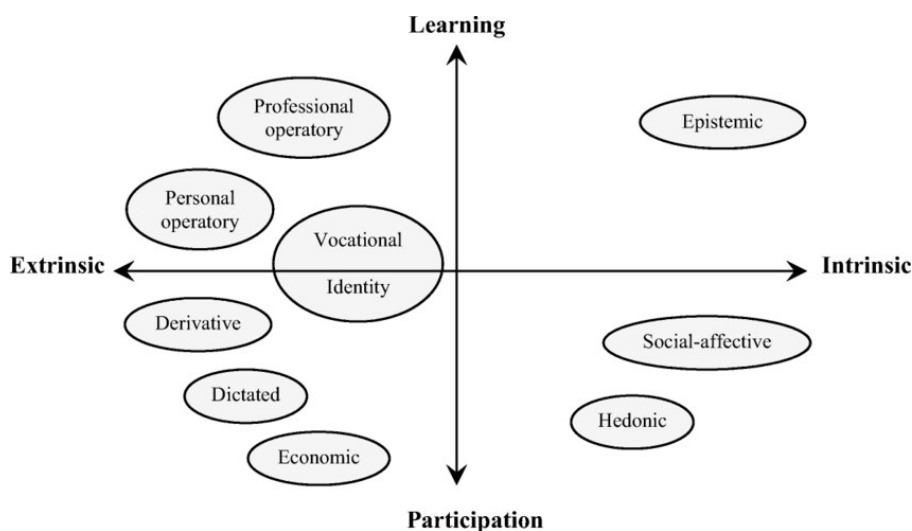 Learning
Professional
operatory
Epistemic
Personal
operatory
Vocational
Extrinsic
Intrinsic
Identity
Derivative
Social-affective
Dictated
Hedonic
Economic
Participation